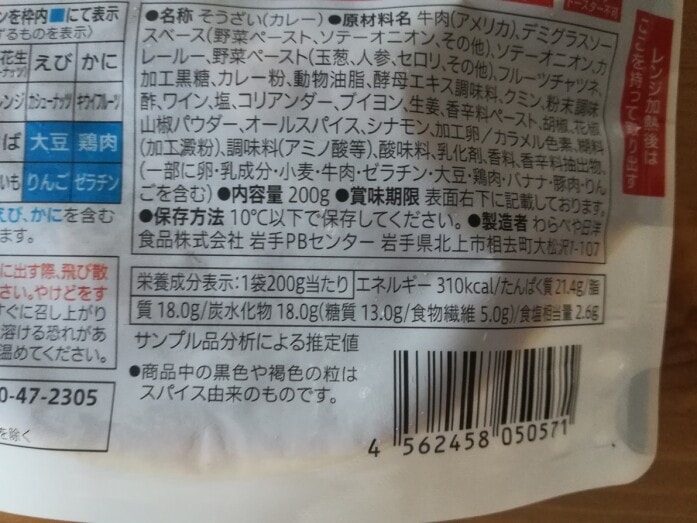 ●名称 そうざい(カレー) ●原材料名 牛肉(アメリカ)、デミグラスソー
スベース(野菜ペースト、ソテーオニオン、その他)、ソテーオニオン、カ
レールー、野菜ペースト(玉葱、人参、セロリ、その他)、フルーツチャツネ、
加工黒糖、カレー粉、動物油脂、酵母エキス調味料、クミン、粉末調味
酢、ワイン、塩、コリアンダー、ブイヨン、生姜、香辛料ペースト、胡椒、花椒、
山椒パウダー、オールスパイス、シナモン、加工卵／カラメル色素、糊料
(加工澱粉)、調味料(アミノ酸等)、酸味料、乳化剤、香料、香辛料抽出物、
(一部に卵・乳成分・小麦・牛肉・ゼラチン・大豆・鶏肉・バナナ・豚肉・りん
ごを含む) ●内容量 200g ●賞味期限 表面右下に記載しております。
●保存方法 10℃以下で保存してください。 ●製造者 わらべや日洋
食品株式会社 岩手PBセンター 岩手県北上市相去町大松沢1-107
栄養成分表示:1袋200g当たり エネルギー 310kcal/たんぱく質 21.4g/脂
質 18.0g/炭水化物 18.0g(糖質 13.0g/食物繊維 5.0g)/食塩相当量 2.6g
サンプル品分析による推定値
●商品中の黒色や褐色の粒は
スパイス由来のものです。
4 562458 050571
ンを枠内■にて表示
するものを表示〉
花生 えび かに
ーナッツ)
レンジ カシューナッツ キウイフルーツ
ば 大豆 鶏肉
いも りんご ゼラチン
えび、かにを含む
ます。
に出す際、飛び散
さい。やけどをす
すぐに召し上がり
溶ける恐れがあ
温めてください。
0-47-2305
を除く
レンジ加熱後は
ここを持って取り出す
トースター不可